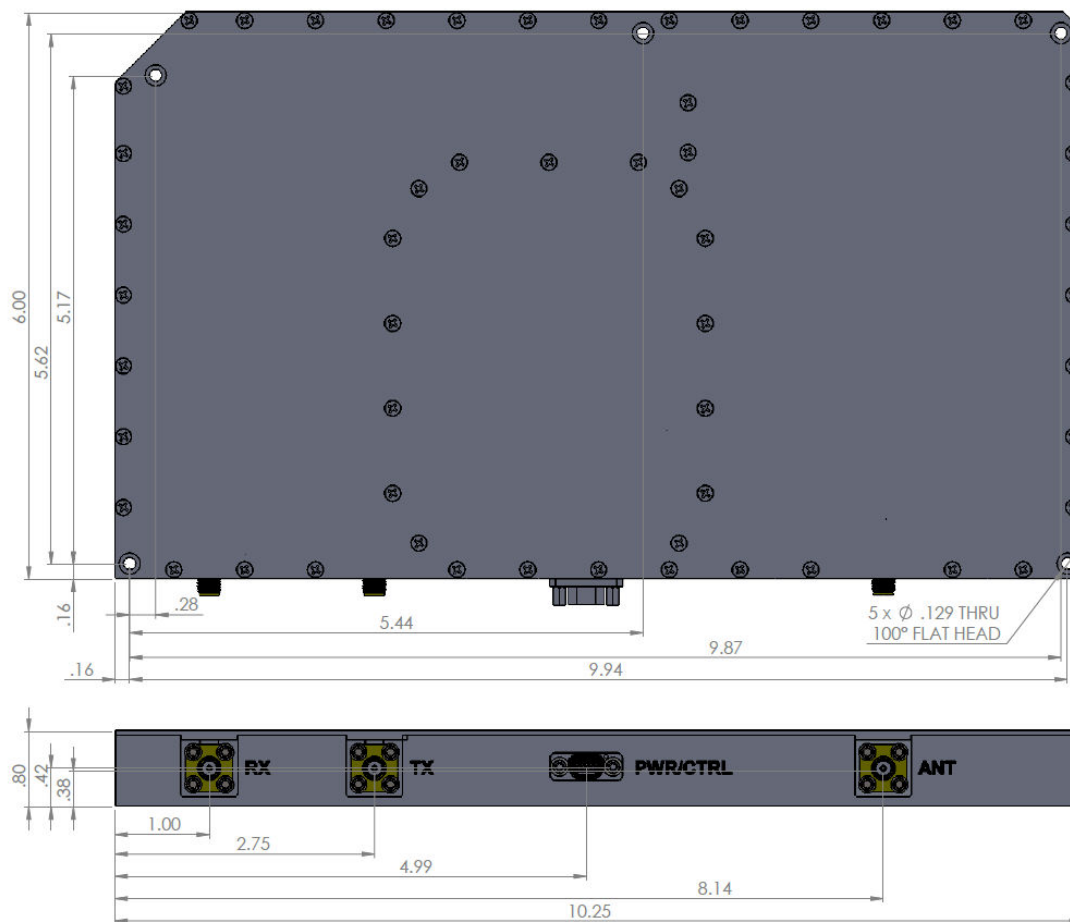 6.00
5.62
5.17
.16
.28
5.44
5 x Ø .129 THRU
100° FLAT HEAD
9.87
.16
9.94
.80
.42
.38
RX
TX
PWR/CTRL
ANT
1.00
2.75
4.99
8.14
10.25